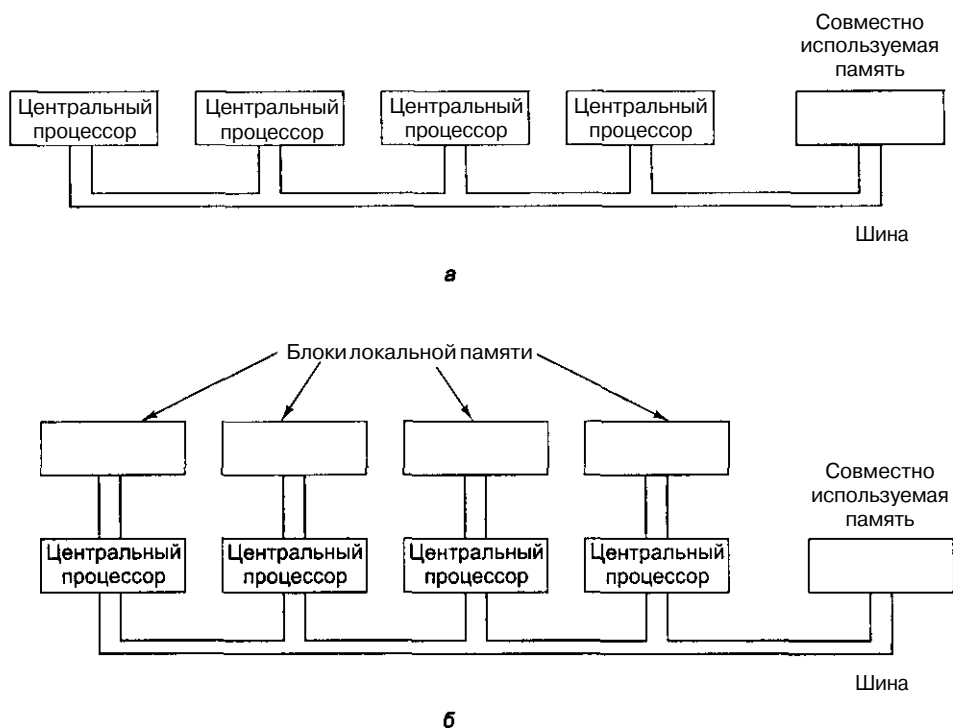 Совместно
используемая
память
Центральный
процессор
Центральный
процессор
Центральный
процессор
Центральный
процессор
Шина
а
Блоки локальной памяти
Совместно
используемая
память
Центральный
процессор
Центральный
процессор
Центральный
процессор
Центральный
процессор
Шина
б